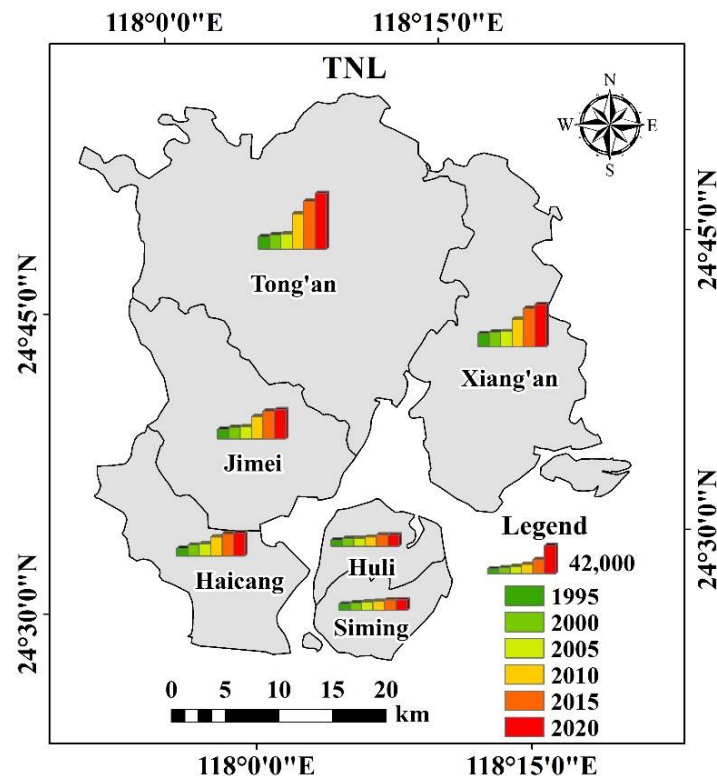 118°0'0"E 118°15'0"E
TNL
N
W E
S
24°45'0"N
24°45'0"N
Tong'an
Xiang'an
Jimei
24°30'0"N
Legend
42,000
Huli
Haicang
24°30'0"N
1995
Siming
2000
2005
2010
2015
2020
0 5 10 15 20
km
118°0'0"E 118°15'0"E